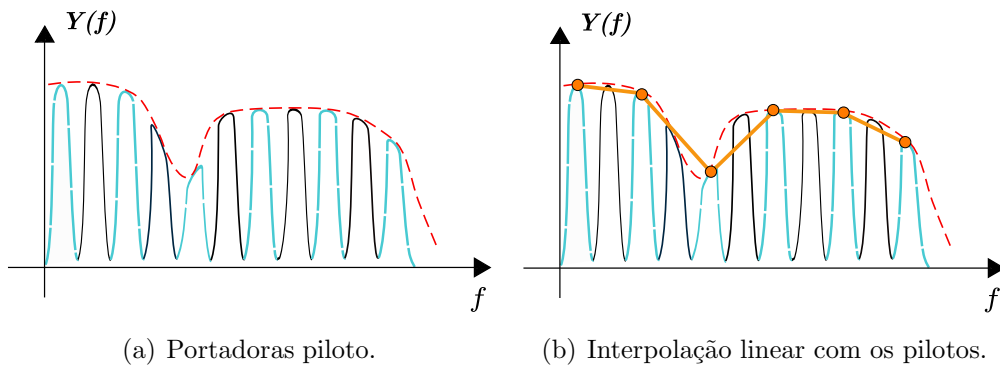 Y(f)
f
(a) Portadoras piloto.
Y(f)
f
(b) Interpolação linear com os pilotos.